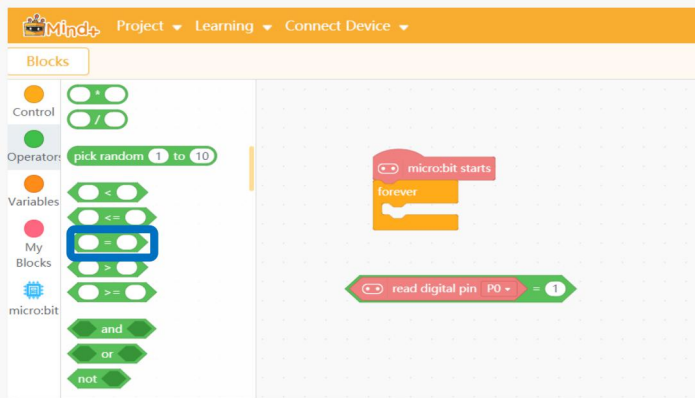 Mind+ Project Learning Connect Device
Blocks
Control
Operators
Variables
My
Blocks
micro:bit
*
/
pick random 1 to 10
<
<=
=
>
>=
and
or
not
micro:bit starts
forever
read digital pin P0 = 1